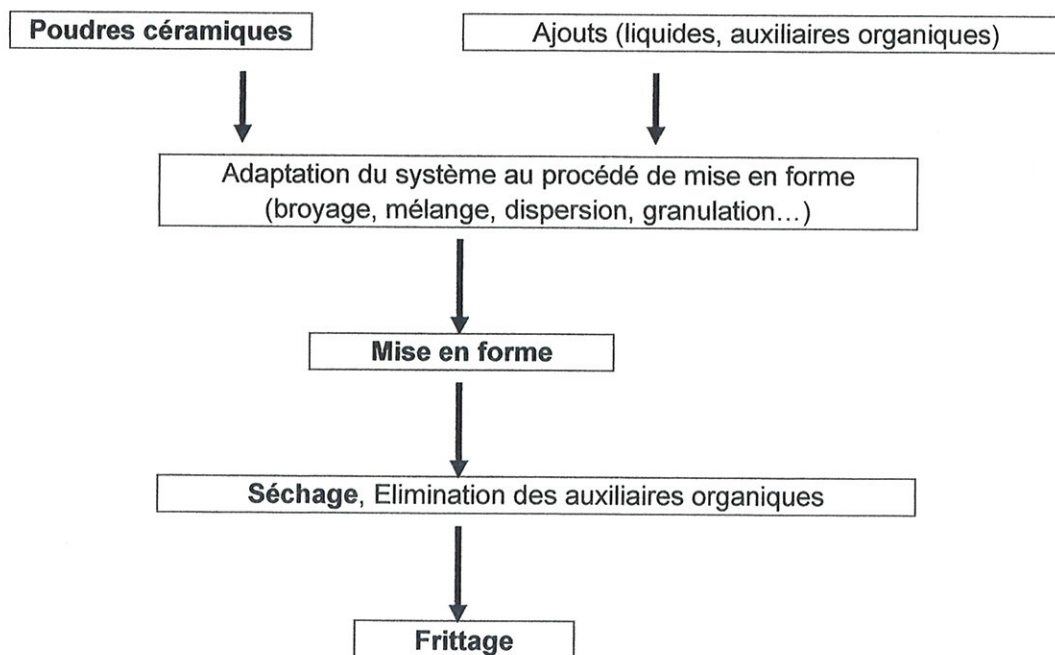 Poudres céramiques
Ajouts (liquides, auxiliaires organiques)
Adaptation du système au procédé de mise en forme
(broyage, mélange, dispersion, granulation…)
Mise en forme
Séchage, Elimination des auxiliaires organiques
Frittage